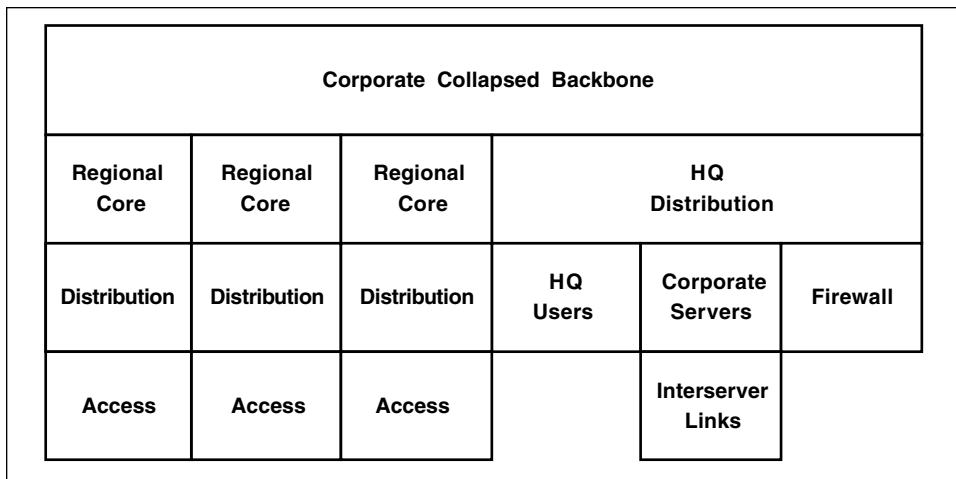 Corporate Collapsed Backbone
Regional
Core
Regional
Core
Regional
Core
HQ
Distribution
Distribution
Distribution
Distribution
HQ
Users
Corporate
Servers
Firewall
Access
Access
Access
Interserver
Links